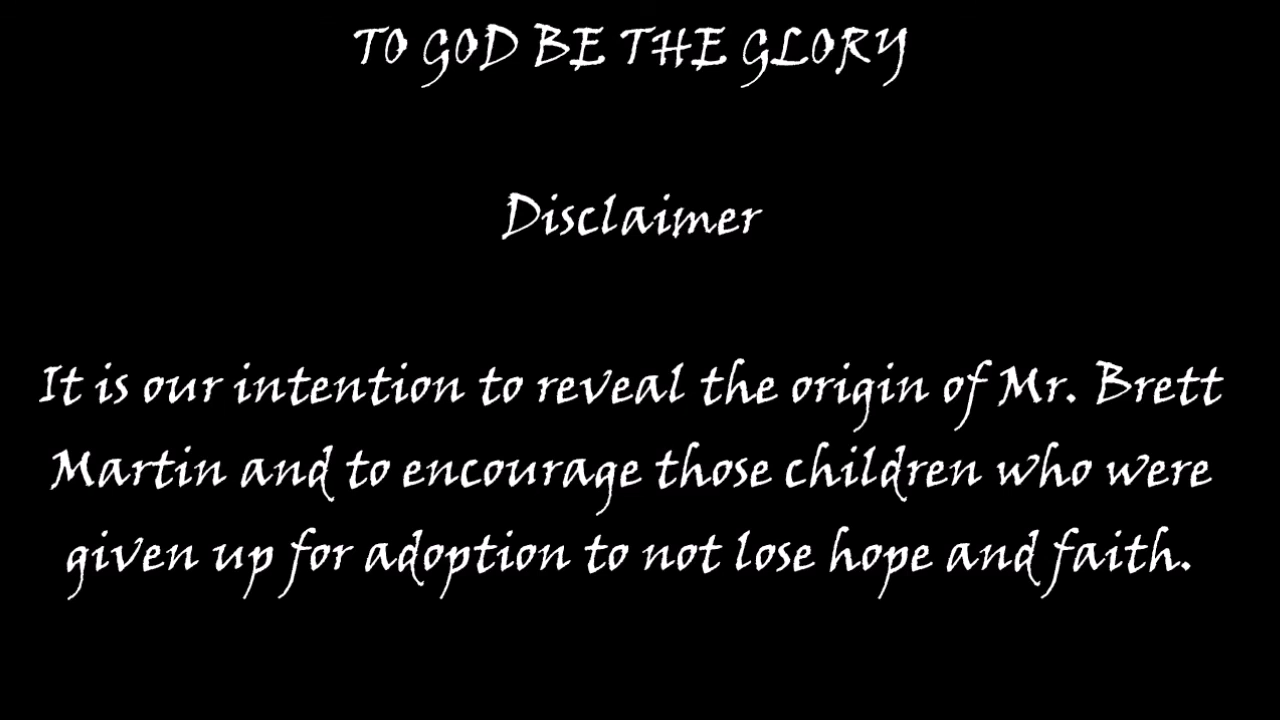 TO GOD BE THE GLORY
Disclaimer
It is our intention to reveal the origin of Mr. Brett
Martin and to encourage those children who were
given up for adoption to not lose hope and faith.